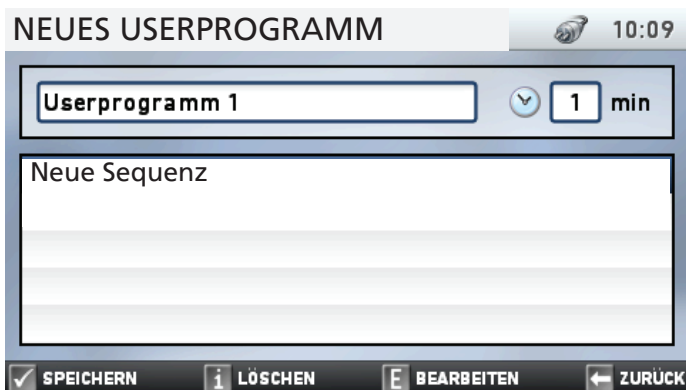 NEUES USERPROGRAMM 10:09
Userprogramm 1 1 min
Neue Sequenz
SPEICHERN i LÖSCHEN E BEARBEITEN ZURÜCK